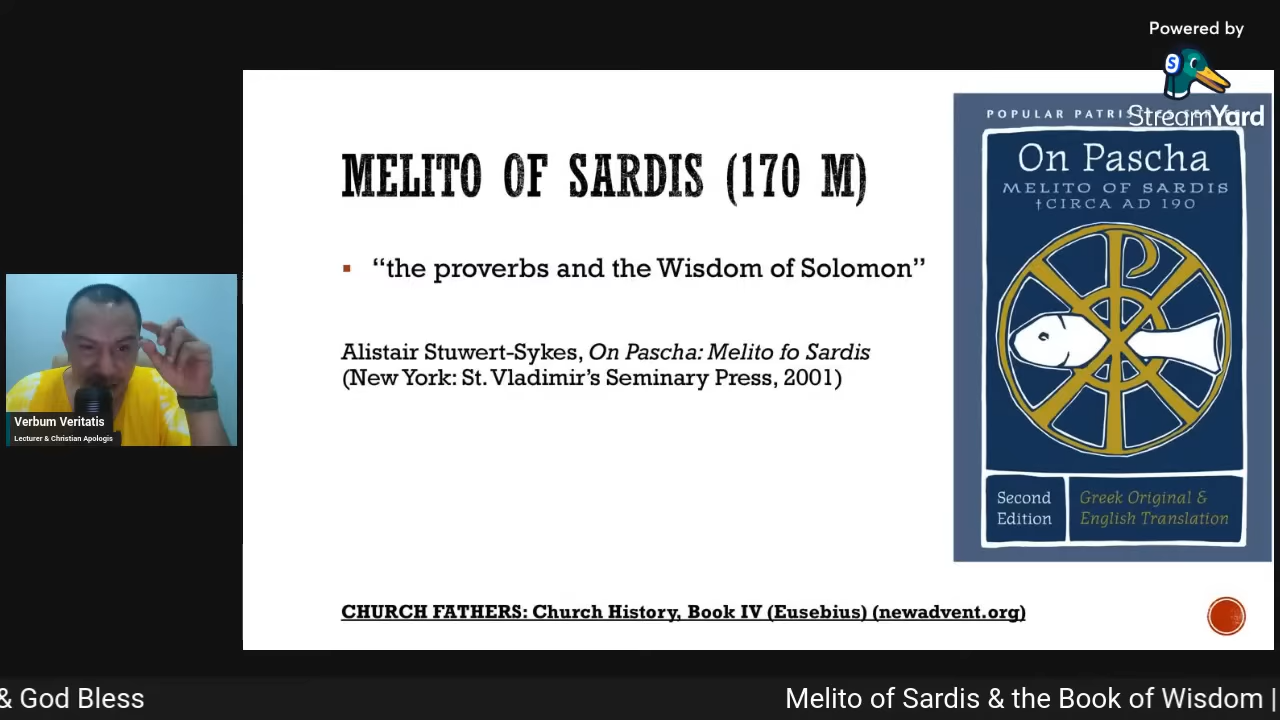 Powered by
StreamYard
MELITO OF SARDIS (170 M)
▪ “the proverbs and the Wisdom of Solomon”
Alistair Stuwert-Sykes, On Pascha: Melito fo Sardis
(New York: St. Vladimir’s Seminary Press, 2001)
CHURCH FATHERS: Church History, Book IV (Eusebius) (newadvent.org)
POPULAR
On Pascha
MELITO OF SARDIS
†CIRCA AD 190
Second
Edition
Greek Original &
English Translation
Verbum Veritatis
Lecturer & Christian Apologis
& God Bless
Melito of Sardis & the Book of Wisdom |